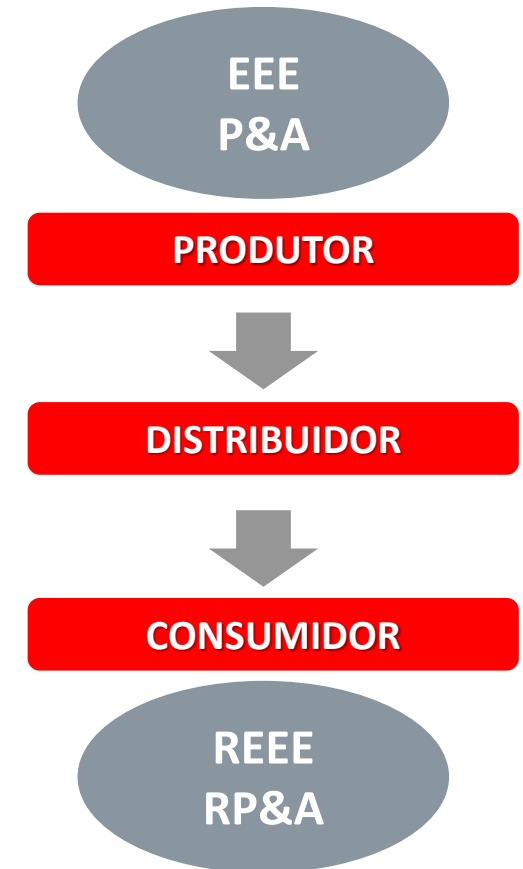 EEE
P&A
PRODUTOR
DISTRIBUIDOR
CONSUMIDOR
REEE
RP&A